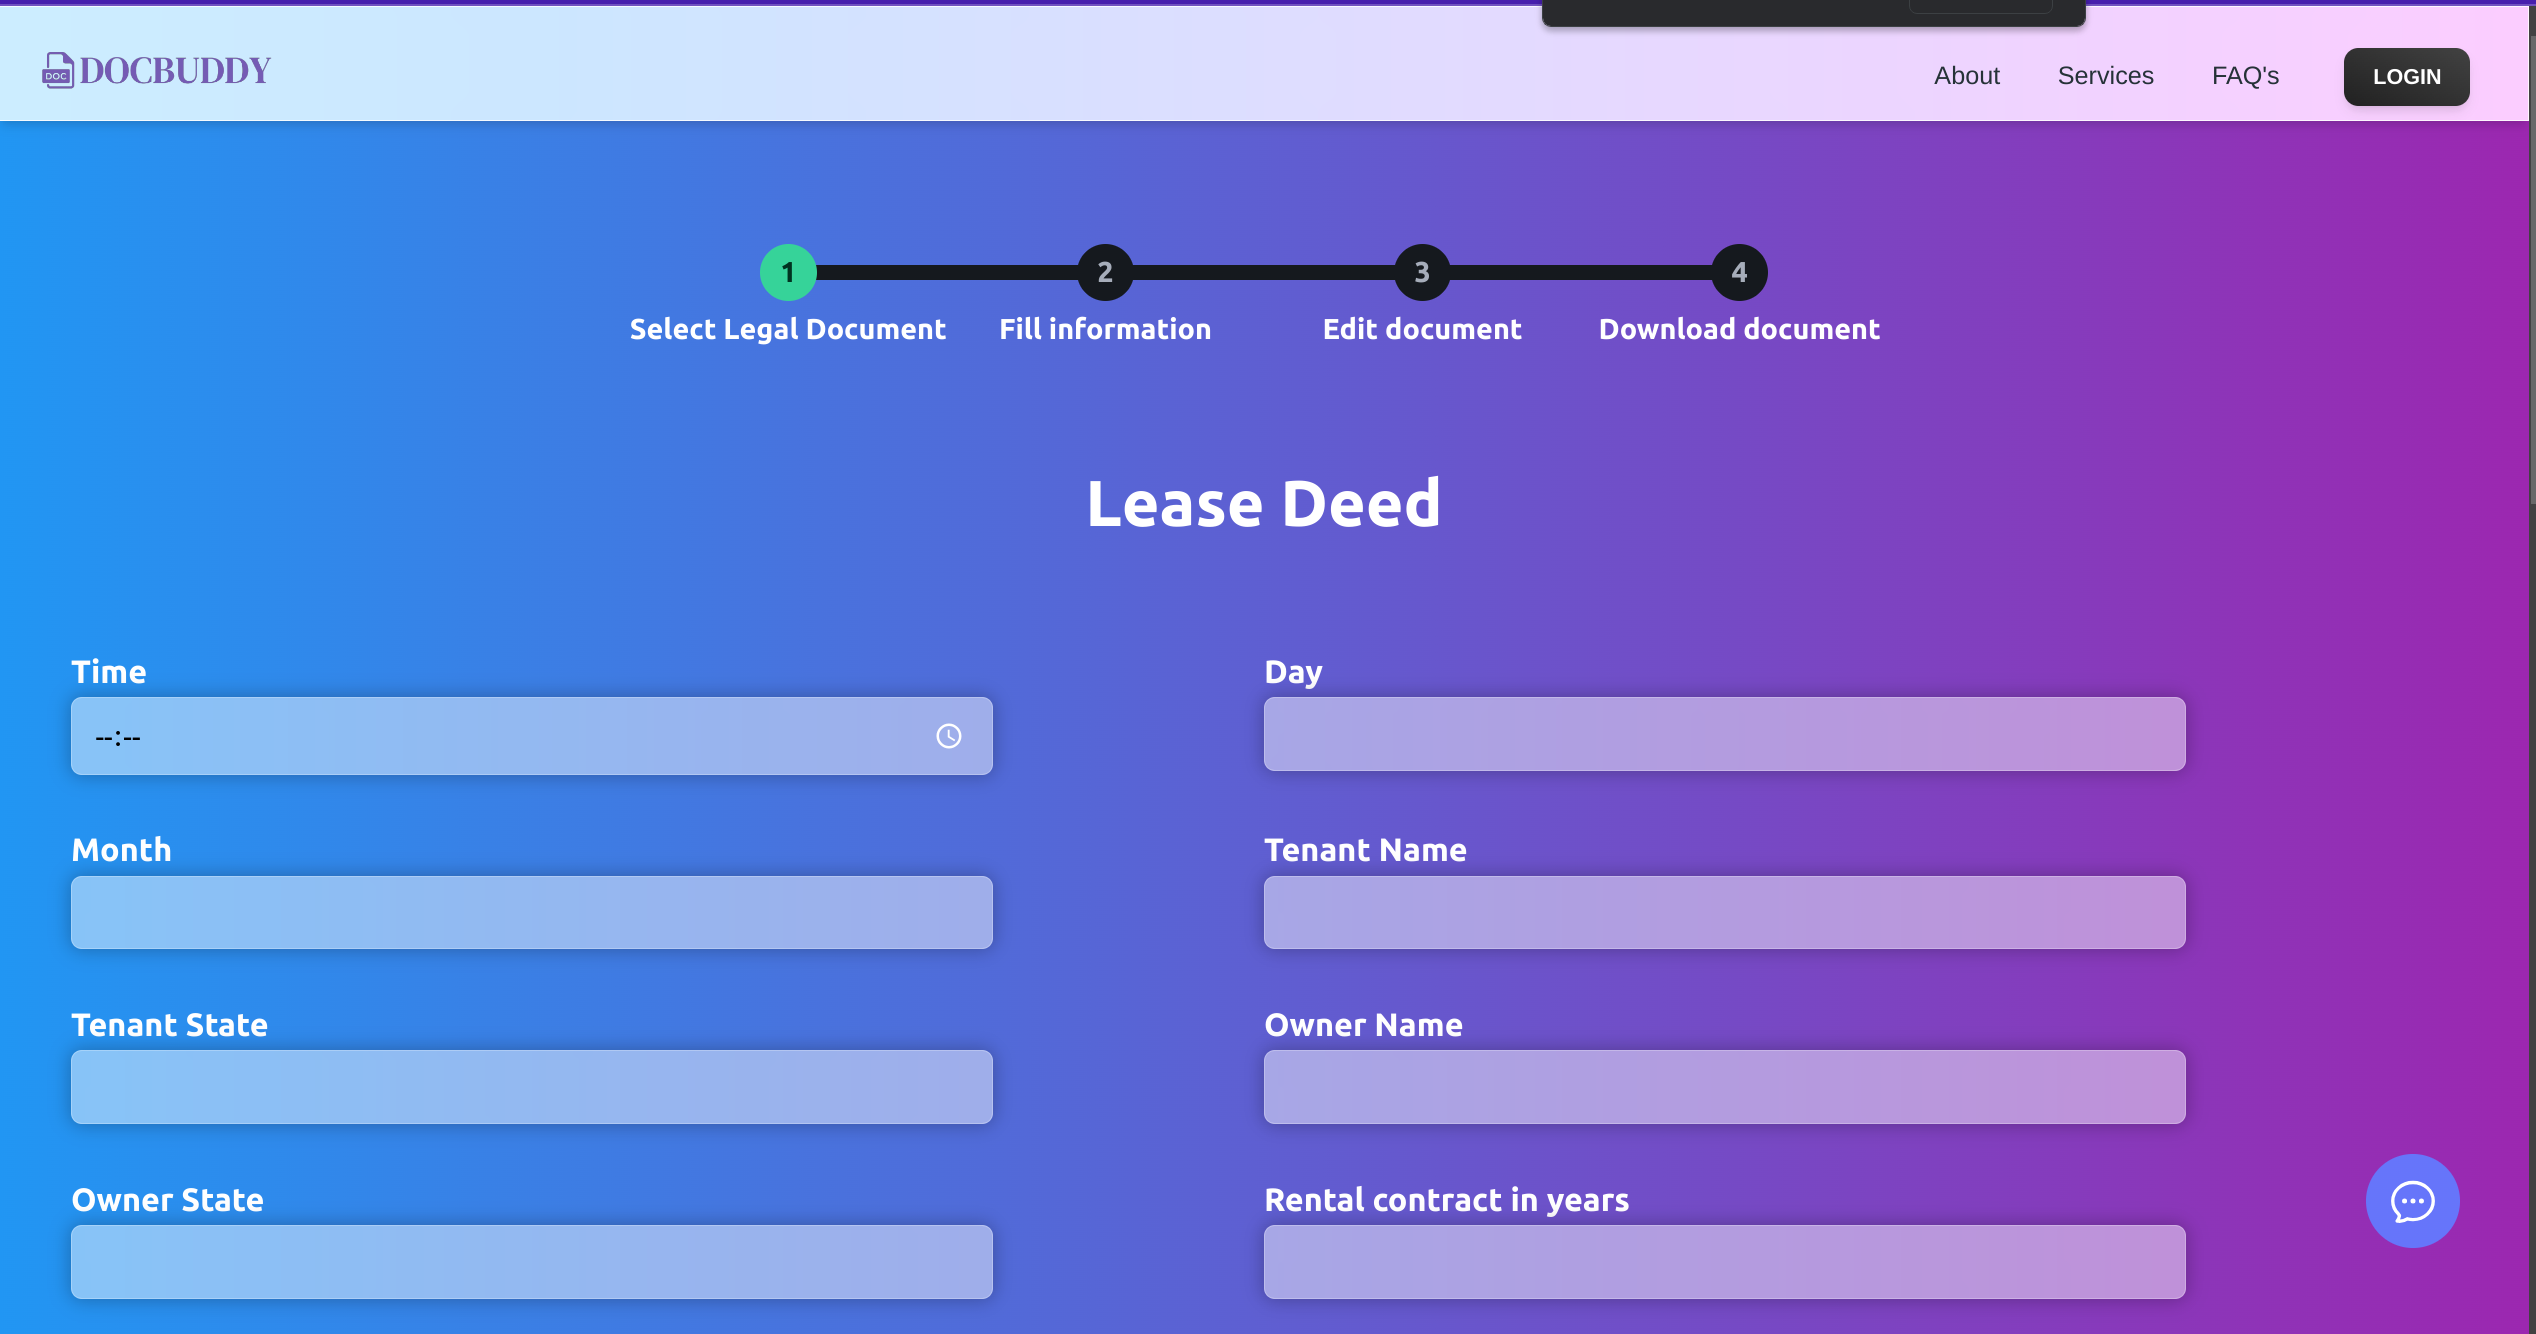 DOC DOCBUDDY
About Services FAQ's LOGIN
1 2 3 4
Select Legal Document Fill information Edit document Download document
Lease Deed
Time Day
--:--
Month Tenant Name
Tenant State Owner Name
Owner State Rental contract in years